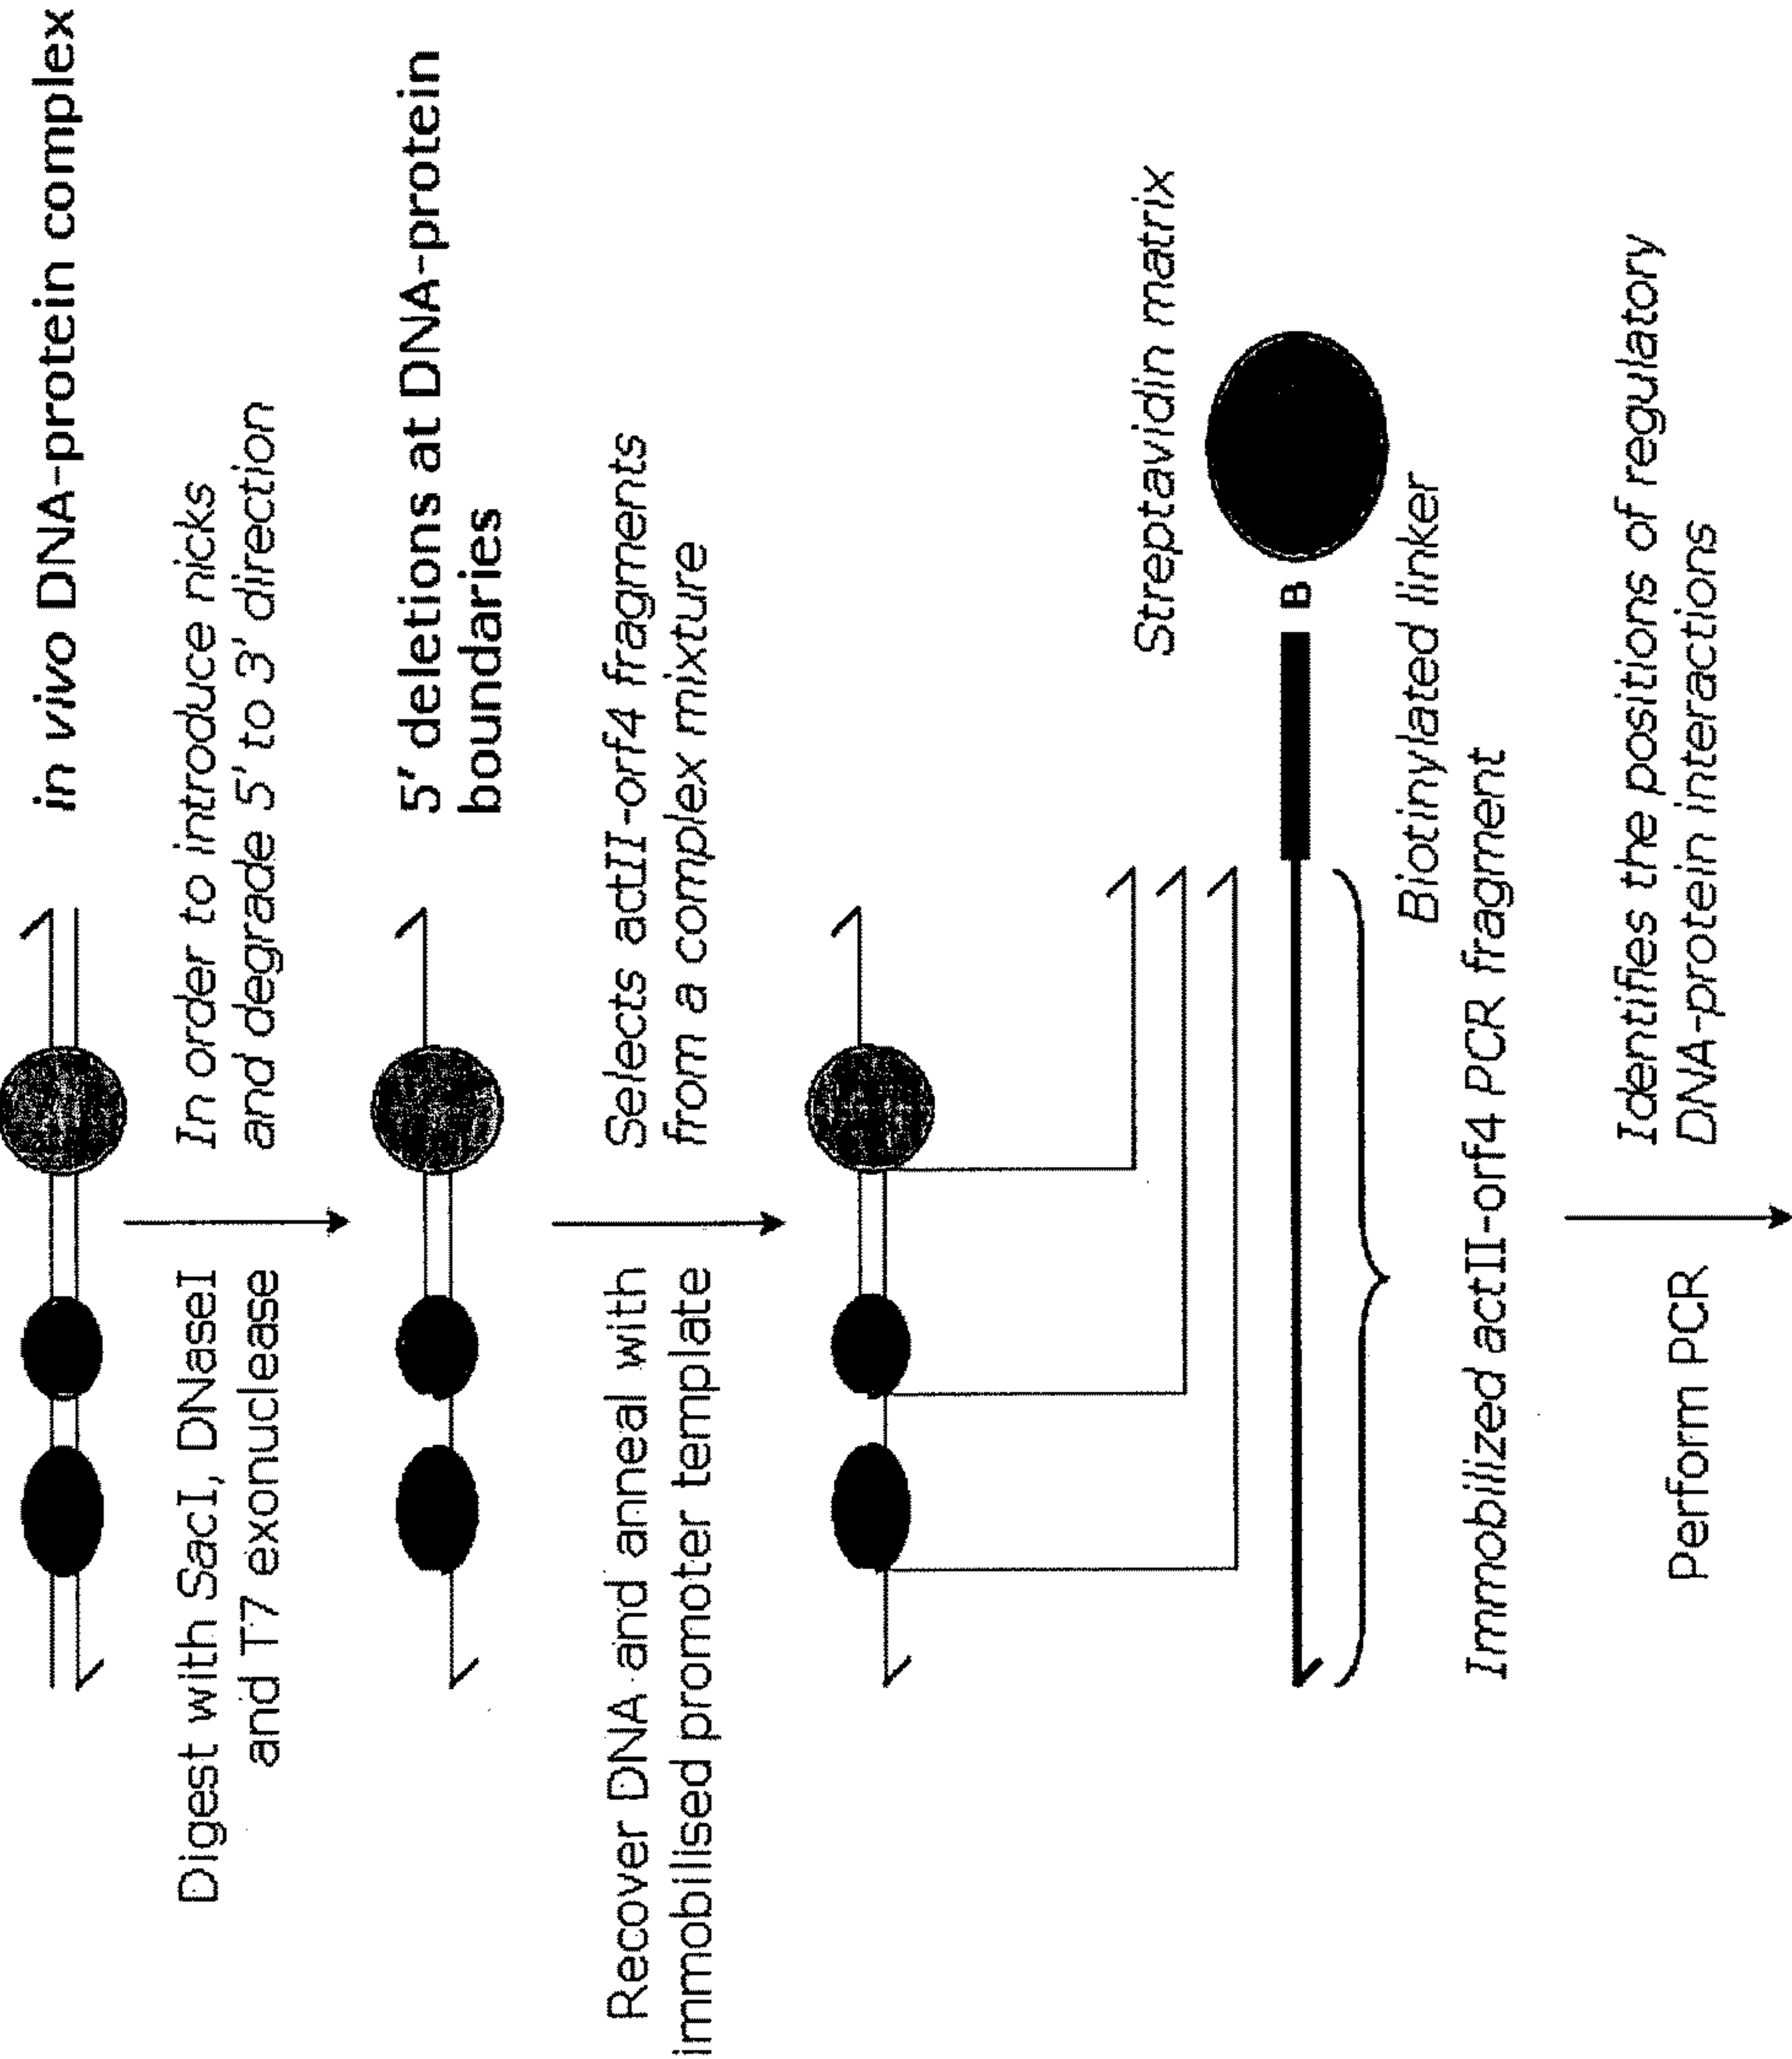 in vivo DNA-protein complex
Digest with SacI, DNaseI
and T7 exonuclease
In order to introduce nicks
and degrade 5' to 3' direction
5' deletions at DNA-protein
boundaries
Recover DNA and anneal with
immobilised promoter template
Selects actII-orf4 fragments
from a complex mixture
Streptavidin matrix
B
Biotinylated linker
Immobilized actII-orf4 PCR fragment
Perform PCR
Identifies the positions of regulatory
DNA-protein interactions